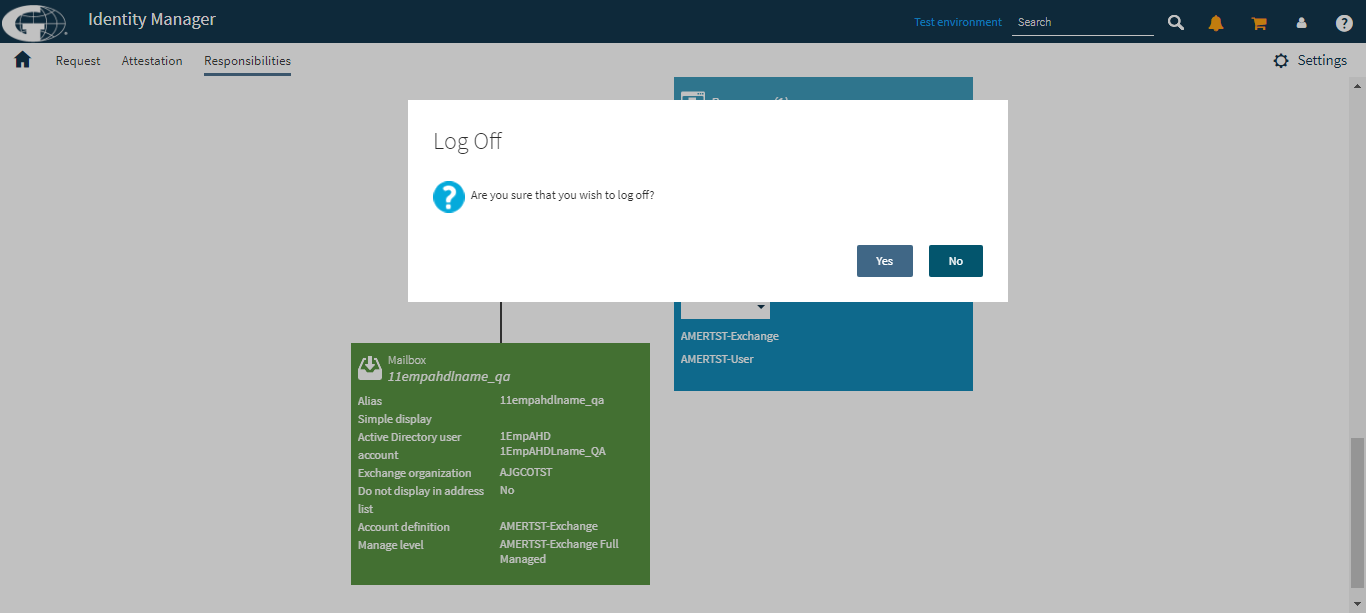 Identity Manager
Test environment
Search
Request
Attestation
Responsibilities
Settings
Log Off
Are you sure that you wish to log off?
Yes
No
AMERTST-Exchange
AMERTST-User
Mailbox
11empahdlname_qa
Alias 11empahdlname_qa
Simple display
Active Directory user 1EmpAHD
account 1EmpAHDLname_QA
Exchange organization AJGCOTST
Do not display in address No
list
Account definition AMERTST-Exchange
Manage level AMERTST-Exchange Full
Managed